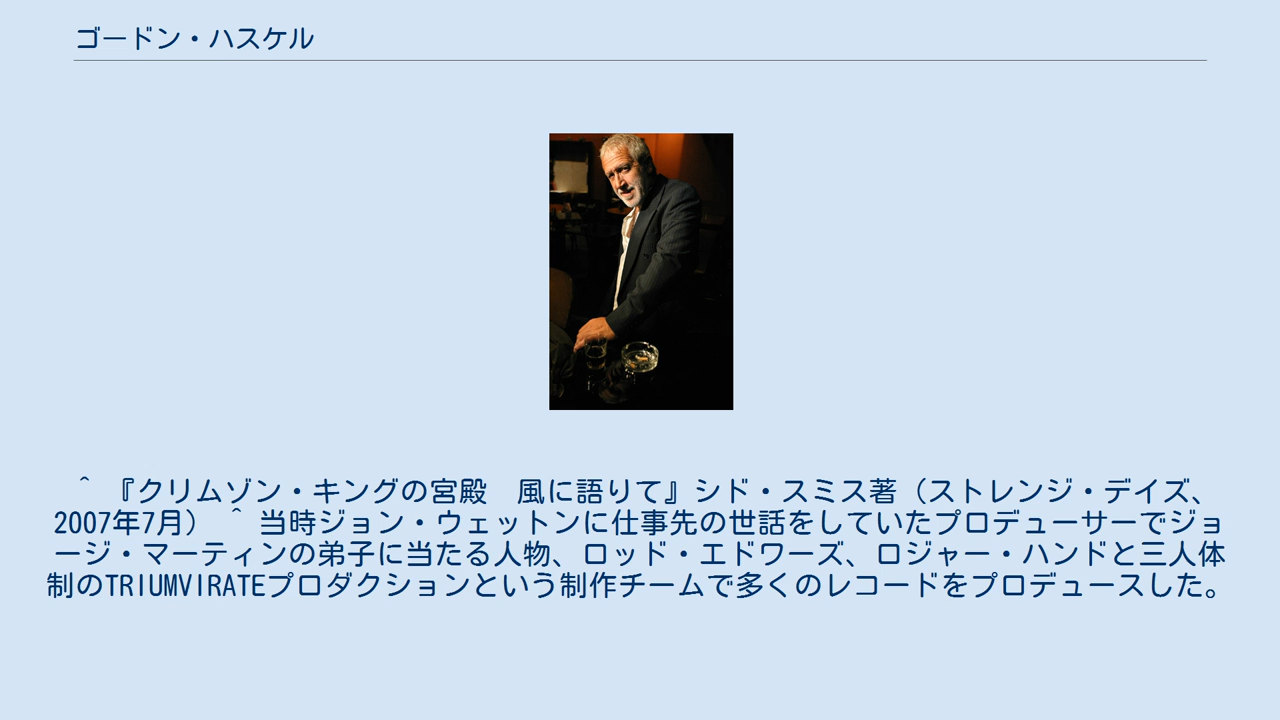 ゴードン・ハスケル
^ 『クリムゾン・キングの宮殿　風に語りて』シド・スミス著（ストレンジ・デイズ、
2007年7月） ^ 当時ジョン・ウェットンに仕事先の世話をしていたプロデューサーでジョ
ージ・マーティンの弟子に当たる人物、ロッド・エドワーズ、ロジャー・ハンドと三人体
制のTRIUMVIRATEプロダクションという制作チームで多くのレコードをプロデュースした。